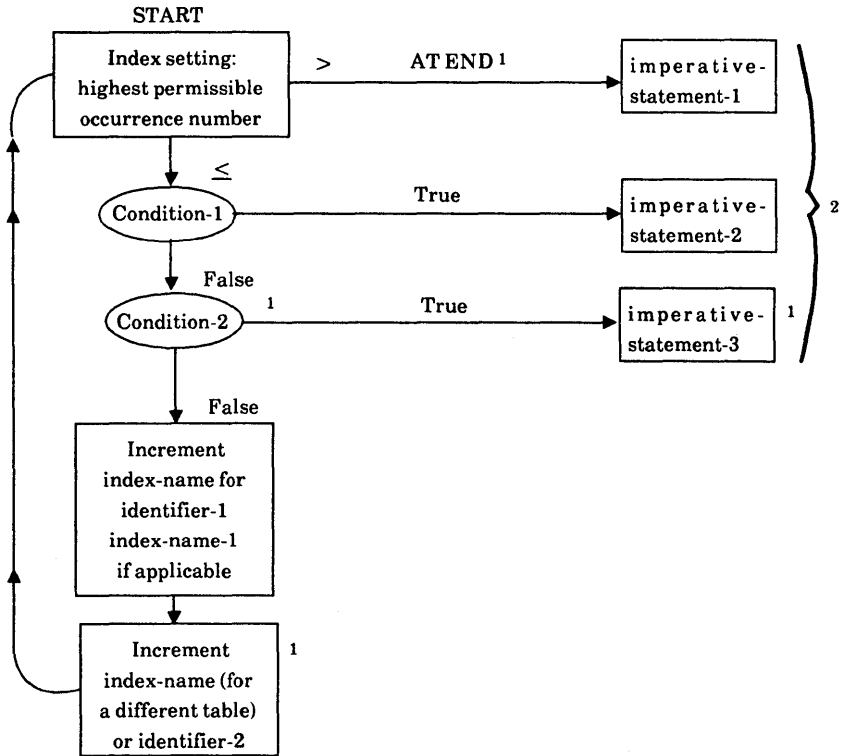 START
Index setting:
highest permissible
occurrence number
> AT END 1
imperative-
statement-1
≤
Condition-1
True
imperative-
statement-2
2
False
Condition-2
1 True
imperative-
statement-3
1
False
Increment
index-name for
identifier-1
index-name-1
if applicable
Increment
index-name (for
a different table)
or identifier-2
1